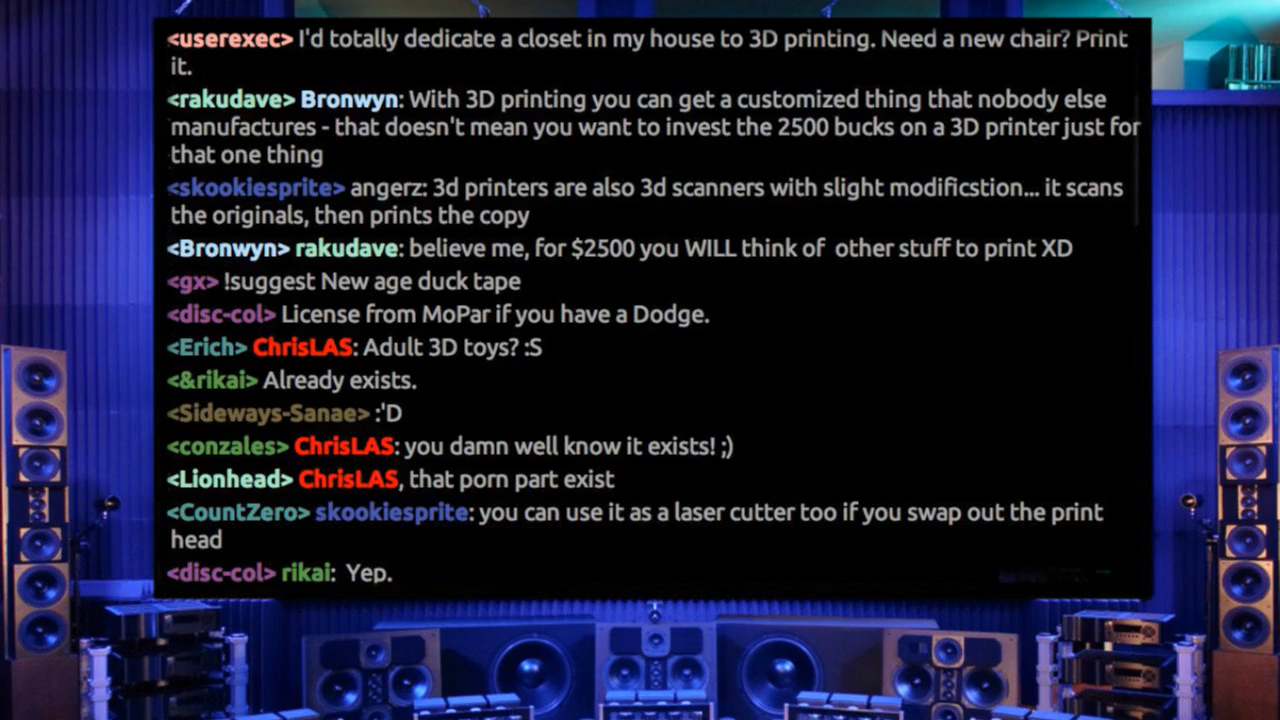 <userexec> I'd totally dedicate a closet in my house to 3D printing. Need a new chair? Print
it.
<rakudave> Bronwyn: With 3D printing you can get a customized thing that nobody else
manufactures - that doesn't mean you want to invest the 2500 bucks on a 3D printer just for
that one thing
<skookiesprite> angerz: 3d printers are also 3d scanners with slight modificstion... it scans
the originals, then prints the copy
<Bronwyn> rakudave: believe me, for $2500 you WILL think of  other stuff to print XD
<gx> !suggest New age duck tape
<disc-col> License from MoPar if you have a Dodge.
<Erich> ChrisLAS: Adult 3D toys? :S
<&rikai> Already exists.
<Sideways-Sanae> :'D
<conzales> ChrisLAS: you damn well know it exists! ;)
<Lionhead> ChrisLAS, that porn part exist
<CountZero> skookiesprite: you can use it as a laser cutter too if you swap out the print
head
<disc-col> rikai:  Yep.